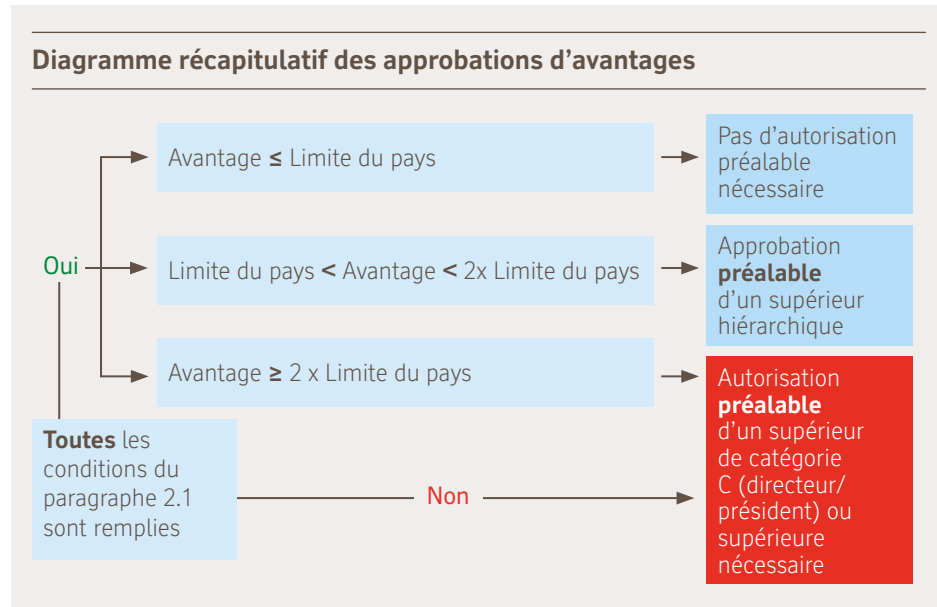 Diagramme récapitulatif des approbations d’avantages
Avantage ≤ Limite du pays
Pas d’autorisation
préalable
nécessaire
Oui
Limite du pays < Avantage < 2x Limite du pays
Approbation
préalable
d’un supérieur
hiérarchique
Avantage ≥ 2 x Limite du pays
Autorisation
préalable
d’un supérieur
de catégorie
C (directeur/
président) ou
supérieure
nécessaire
Toutes les
conditions du
paragraphe 2.1
sont remplies
Non